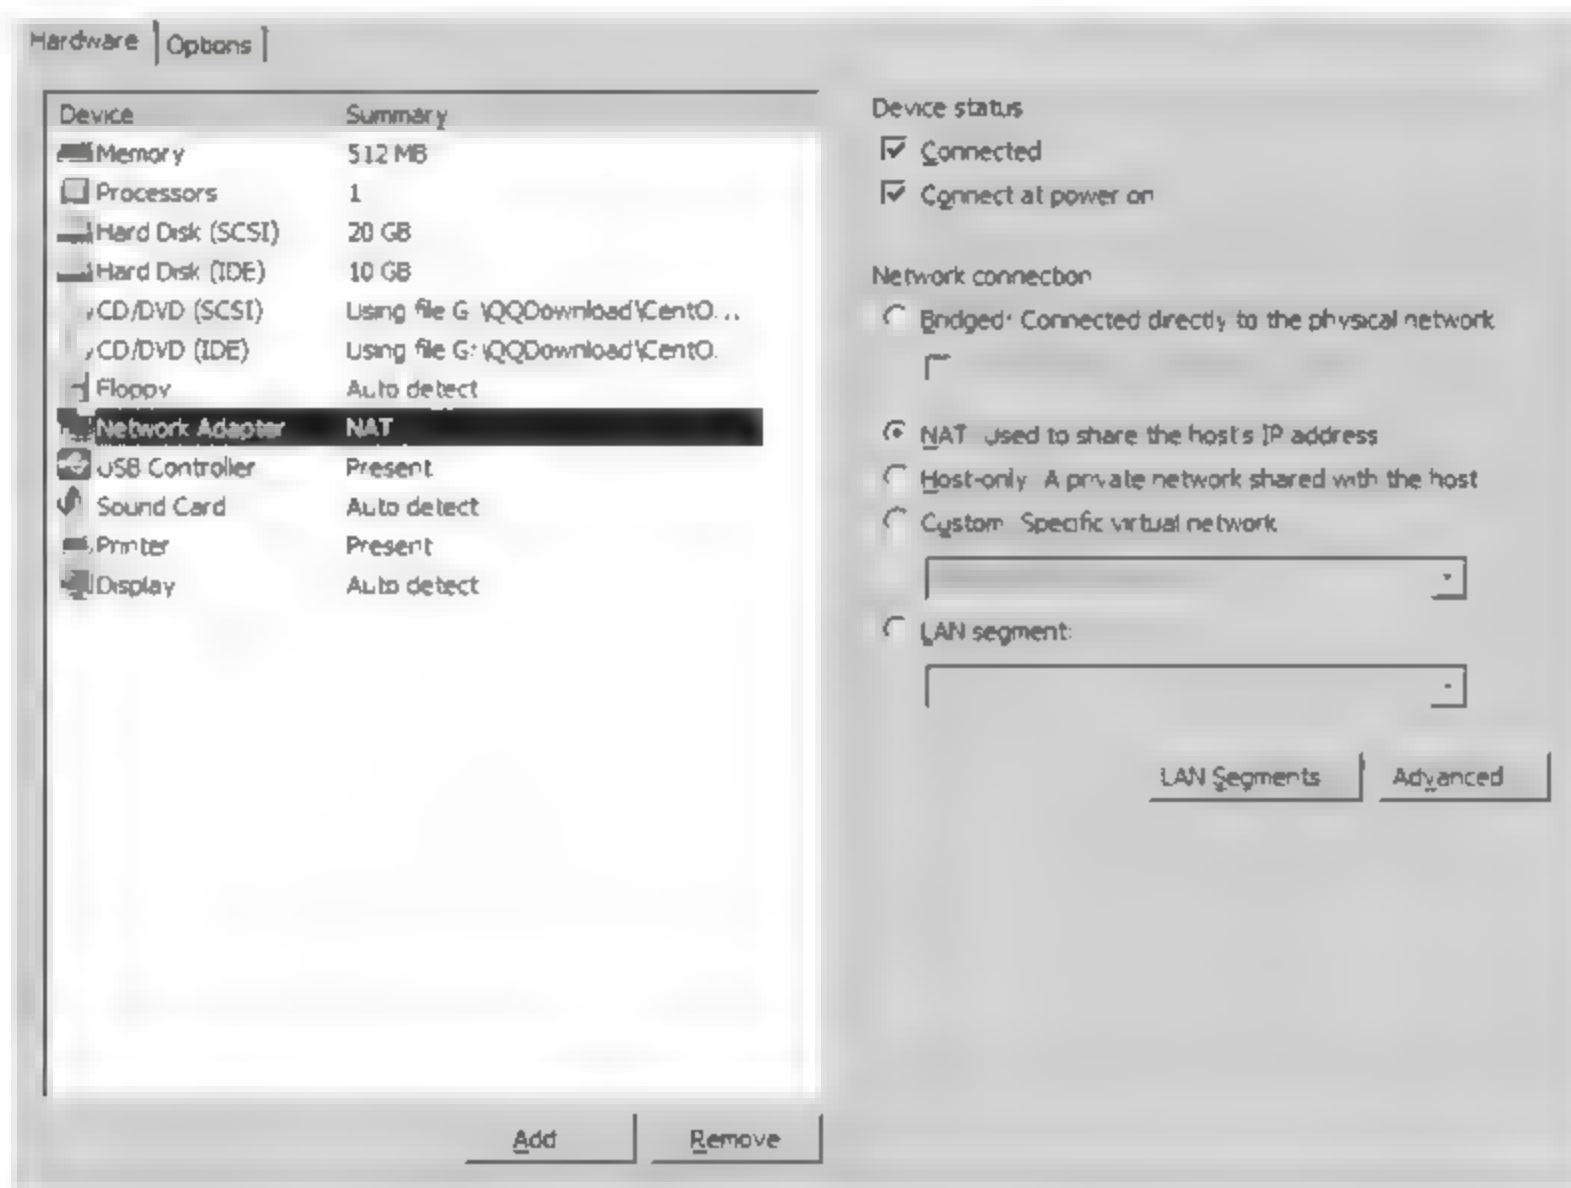 Hardware Options
Device Summary
Memory 512 MB
Processors 1
Hard Disk (SCSI) 20 GB
Hard Disk (IDE) 10 GB
CD/DVD (SCSI) Using file G:\QQDownload\CentO...
CD/DVD (IDE) Using file G:\QQDownload\CentO.
Floppy Auto detect
Network Adapter NAT
USB Controller Present
Sound Card Auto detect
Printer Present
Display Auto detect
Add Remove
Device status
Connected
Connect at power on
Network connection
Bridged: Connected directly to the physical network
NAT Used to share the host's IP address
Host-only A private network shared with the host
Custom Specific virtual network
LAN segment:
LAN Segments Advanced